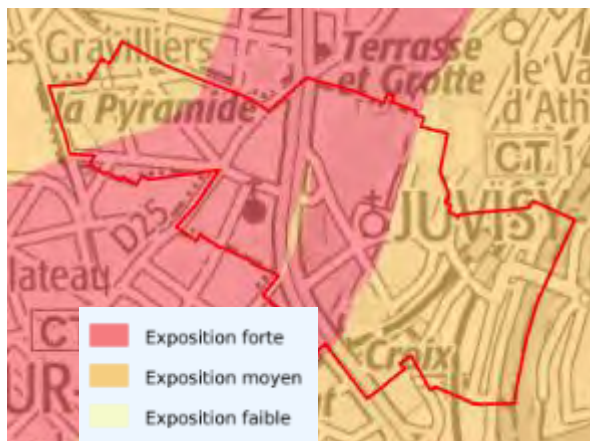 es Gravilliers
la Pyramide
Terrasse
et Grotte
le Va
d'Ath
C.T.
D25
JUVISY-
lateau
UR-
Croix
Exposition forte
Exposition moyen
Exposition faible